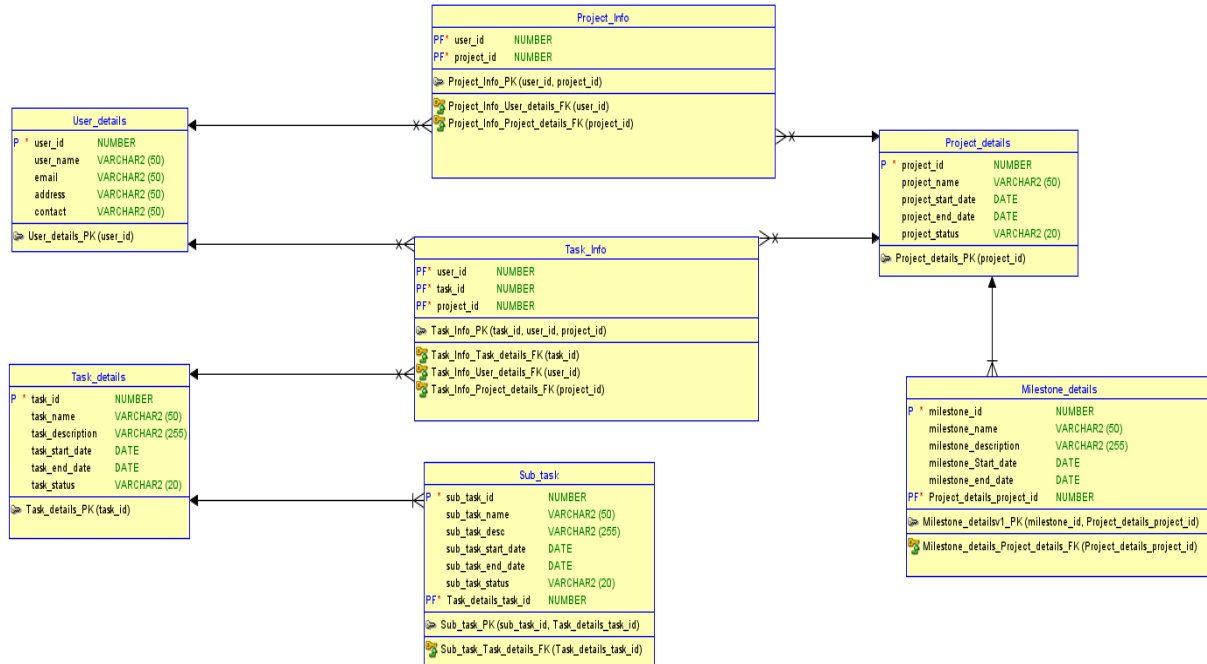 Project_Info
PF* user_id NUMBER
PF* project_id NUMBER
Project_Info_PK (user_id, project_id)
Project_Info_User_details_FK (user_id)
Project_Info_Project_details_FK (project_id)
User_details
P * user_id NUMBER
user_name VARCHAR2 (50)
email VARCHAR2 (50)
address VARCHAR2 (50)
contact VARCHAR2 (50)
User_details_PK (user_id)
Project_details
P * project_id NUMBER
project_name VARCHAR2 (50)
project_start_date DATE
project_end_date DATE
project_status VARCHAR2 (20)
Project_details_PK (project_id)
Task_Info
PF* user_id NUMBER
PF* task_id NUMBER
PF* project_id NUMBER
Task_Info_PK (task_id, user_id, project_id)
Task_Info_Task_details_FK (task_id)
Task_Info_User_details_FK (user_id)
Task_Info_Project_details_FK (project_id)
Task_details
P * task_id NUMBER
task_name VARCHAR2 (50)
task_description VARCHAR2 (255)
task_start_date DATE
task_end_date DATE
task_status VARCHAR2 (20)
Task_details_PK (task_id)
Milestone_details
P * milestone_id NUMBER
milestone_name VARCHAR2 (50)
milestone_description VARCHAR2 (255)
milestone_Start_date DATE
milestone_end_date DATE
PF* Project_details_project_id NUMBER
Milestone_detailsv1_PK (milestone_id, Project_details_project_id)
Milestone_details_Project_details_FK (Project_details_project_id)
Sub_task
P * sub_task_id NUMBER
sub_task_name VARCHAR2 (50)
sub_task_desc VARCHAR2 (255)
sub_task_start_date DATE
sub_task_end_date DATE
sub_task_status VARCHAR2 (20)
PF* Task_details_task_id NUMBER
Sub_task_PK (sub_task_id, Task_details_task_id)
Sub_task_Task_details_FK (Task_details_task_id)